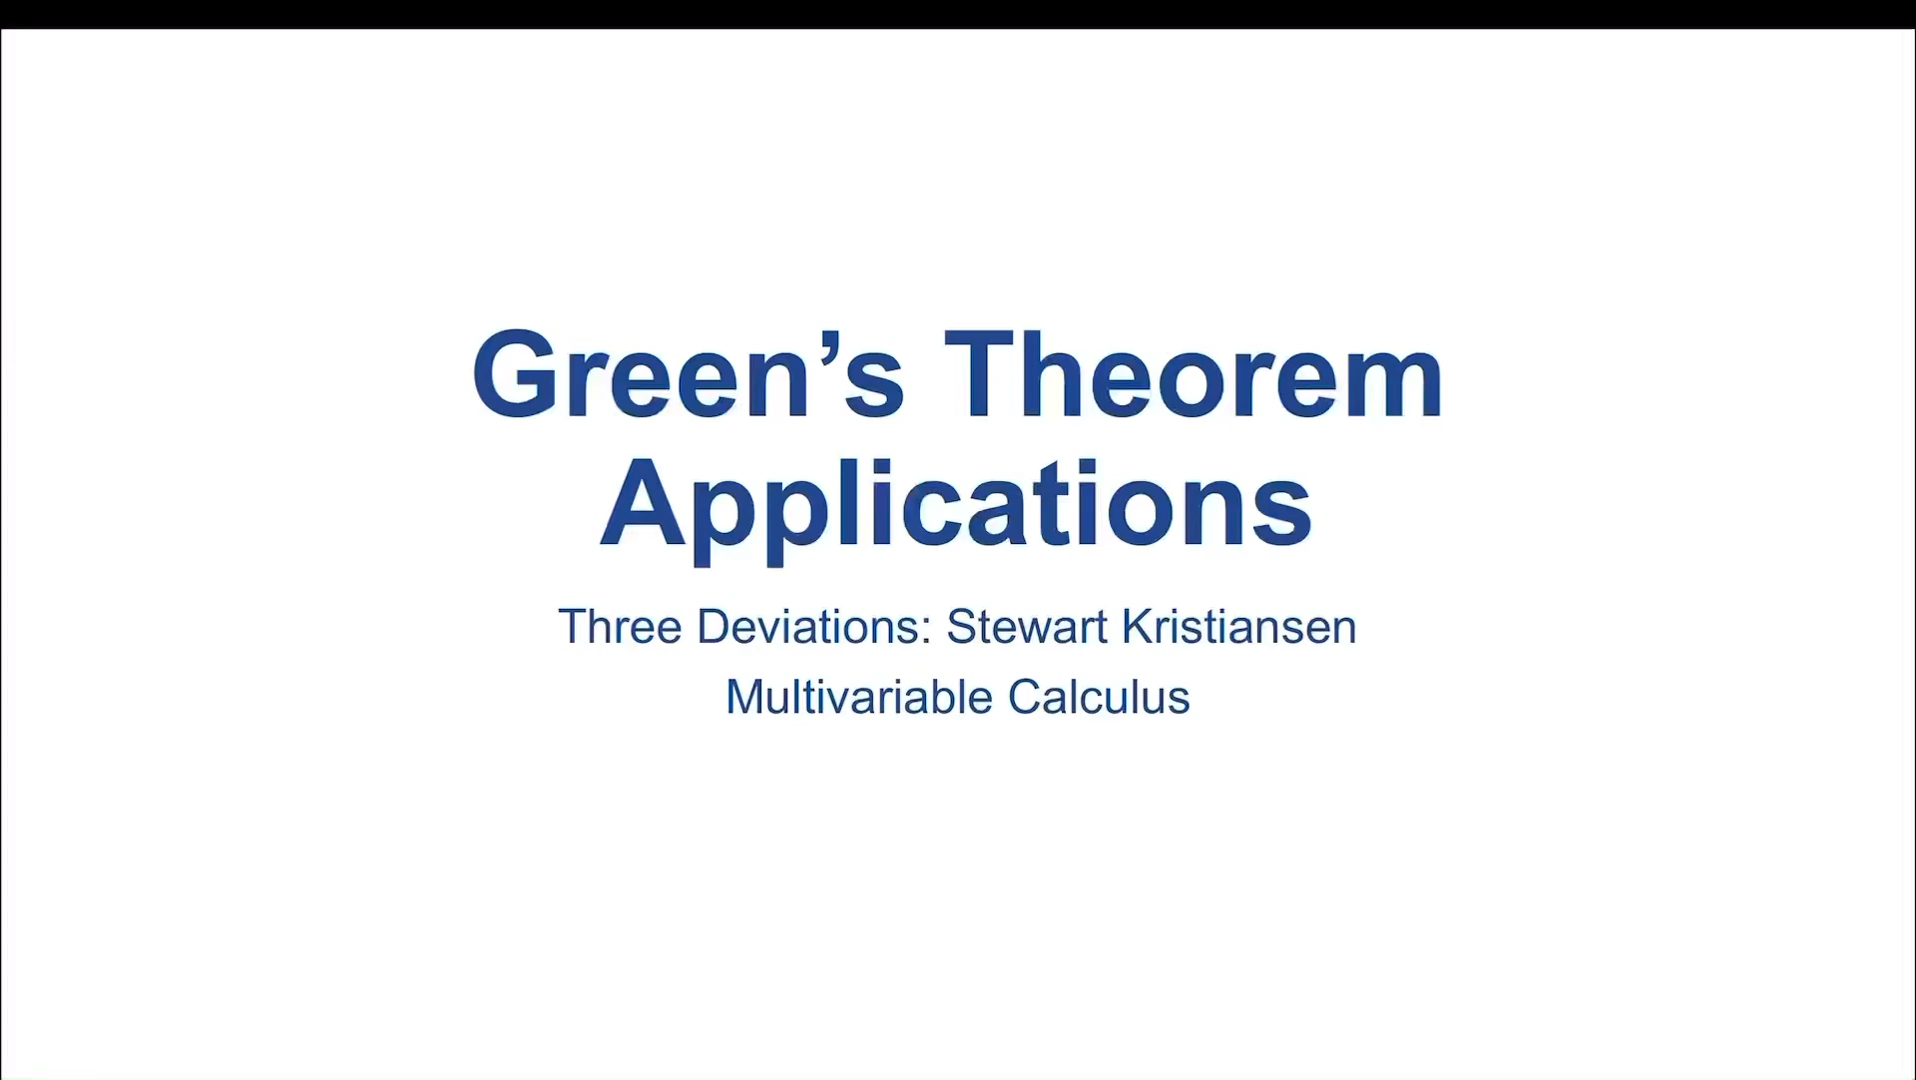 Green’s Theorem
Applications
Three Deviations: Stewart Kristiansen
Multivariable Calculus